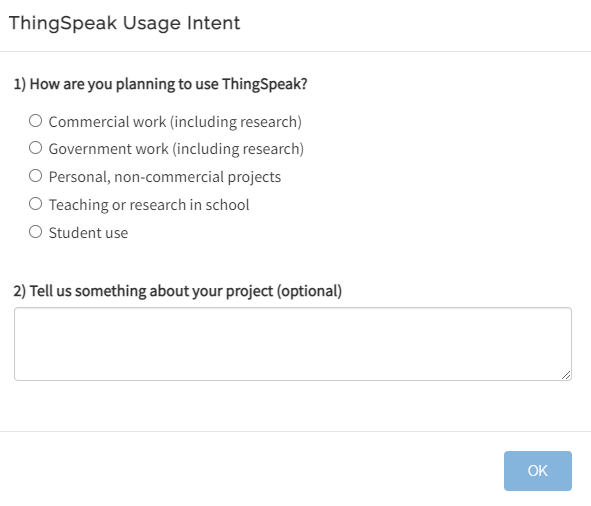 ThingSpeak Usage Intent
1) How are you planning to use ThingSpeak?
Commercial work (including research)
Government work (including research)
Personal, non-commercial projects
Teaching or research in school
Student use
2) Tell us something about your project (optional)
OK